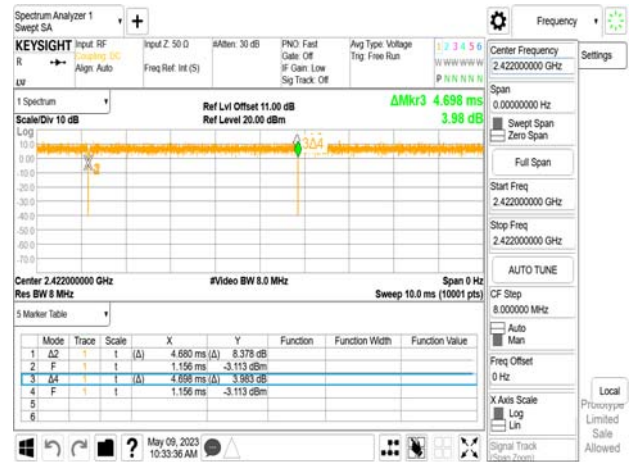 Spectrum Analyzer 1
Swept SA
Frequency
KEYSIGHT Input: RF Input Z: 50 Ω #Atten: 30 dB PNO: Fast Avg Type: Voltage 1 2 3 4 5 6
R Coupling: DC Gate: Off Trig: Free Run
Align: Auto Freq Ref: Int (S) IF Gain: Low W W W W W W
LW Sig Track: Off P N N N N N
1 Spectrum
Scale/Div 10 dB
Ref Lvl Offset 11.00 dB
Ref Level 20.00 dBm
ΔMkr3 4.698 ms
3.98 dB
Log
10.0
0.00
-10.0
-20.0
-30.0
-40.0
-50.0
-60.0
-70.0
3Δ4
Center 2.422000000 GHz #Video BW 8.0 MHz Span 0 Hz
Res BW 8 MHz Sweep 10.0 ms (10001 pts)
5 Marker Table
Mode Trace Scale X Y Function Function Width Function Value
1 Δ2 1 t (Δ) 4.680 ms (Δ) 8.378 dB
2 F 1 t 1.156 ms -3.113 dBm
3 Δ4 1 t (Δ) 4.698 ms (Δ) 3.983 dB
4 F 1 t 1.156 ms -3.113 dBm
5
6
May 09, 2023
10:33:36 AM
Center Frequency
2.422000000 GHz
Span
0.00000000 Hz
Swept Span
Zero Span
Full Span
Start Freq
2.422000000 GHz
Stop Freq
2.422000000 GHz
AUTO TUNE
CF Step
8.000000 MHz
Auto
Man
Freq Offset
0 Hz
X Axis Scale
Log
Lin
Signal Track
(Span Zoom)
Settings
Local
Prototype
Limited
Sale
Allowed